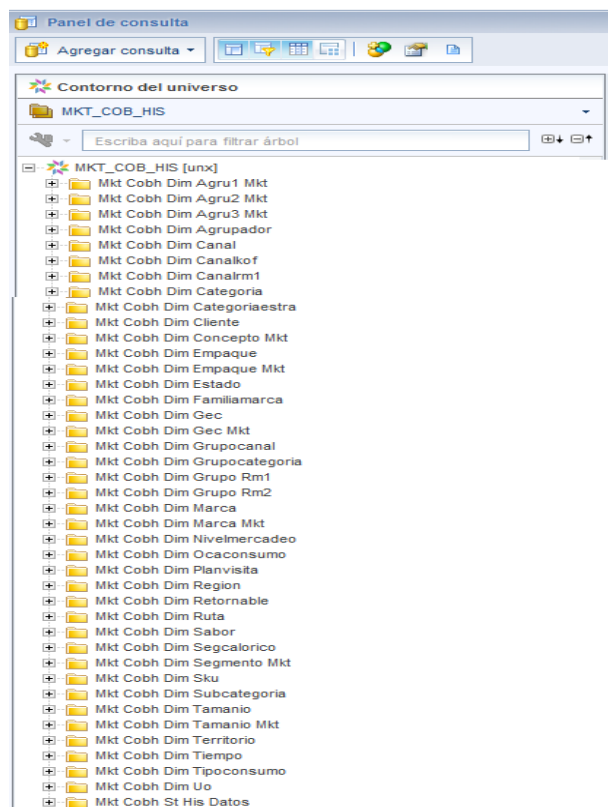 Panel de consulta
Agregar consulta
Contorno del universo
MKT_COB_HIS
Escriba aquí para filtrar árbol
MKT_COB_HIS [unx]
Mkt Cobh Dim Agru1 Mkt
Mkt Cobh Dim Agru2 Mkt
Mkt Cobh Dim Agru3 Mkt
Mkt Cobh Dim Agrupador
Mkt Cobh Dim Canal
Mkt Cobh Dim Canalkof
Mkt Cobh Dim Canalrm1
Mkt Cobh Dim Categoria
Mkt Cobh Dim Categoriaestra
Mkt Cobh Dim Cliente
Mkt Cobh Dim Concepto Mkt
Mkt Cobh Dim Empaque
Mkt Cobh Dim Empaque Mkt
Mkt Cobh Dim Estado
Mkt Cobh Dim Familiamarca
Mkt Cobh Dim Gec
Mkt Cobh Dim Gec Mkt
Mkt Cobh Dim Grupocanal
Mkt Cobh Dim Grupocategoria
Mkt Cobh Dim Grupo Rm1
Mkt Cobh Dim Grupo Rm2
Mkt Cobh Dim Marca
Mkt Cobh Dim Marca Mkt
Mkt Cobh Dim Nivelmercadeo
Mkt Cobh Dim Ocaconsumo
Mkt Cobh Dim Planvisita
Mkt Cobh Dim Region
Mkt Cobh Dim Retornable
Mkt Cobh Dim Ruta
Mkt Cobh Dim Sabor
Mkt Cobh Dim Segcalorico
Mkt Cobh Dim Segmento Mkt
Mkt Cobh Dim Sku
Mkt Cobh Dim Subcategoria
Mkt Cobh Dim Tamanio
Mkt Cobh Dim Tamanio Mkt
Mkt Cobh Dim Territorio
Mkt Cobh Dim Tiempo
Mkt Cobh Dim Tipoconsumo
Mkt Cobh Dim Uo
Mkt Cobh St His Datos